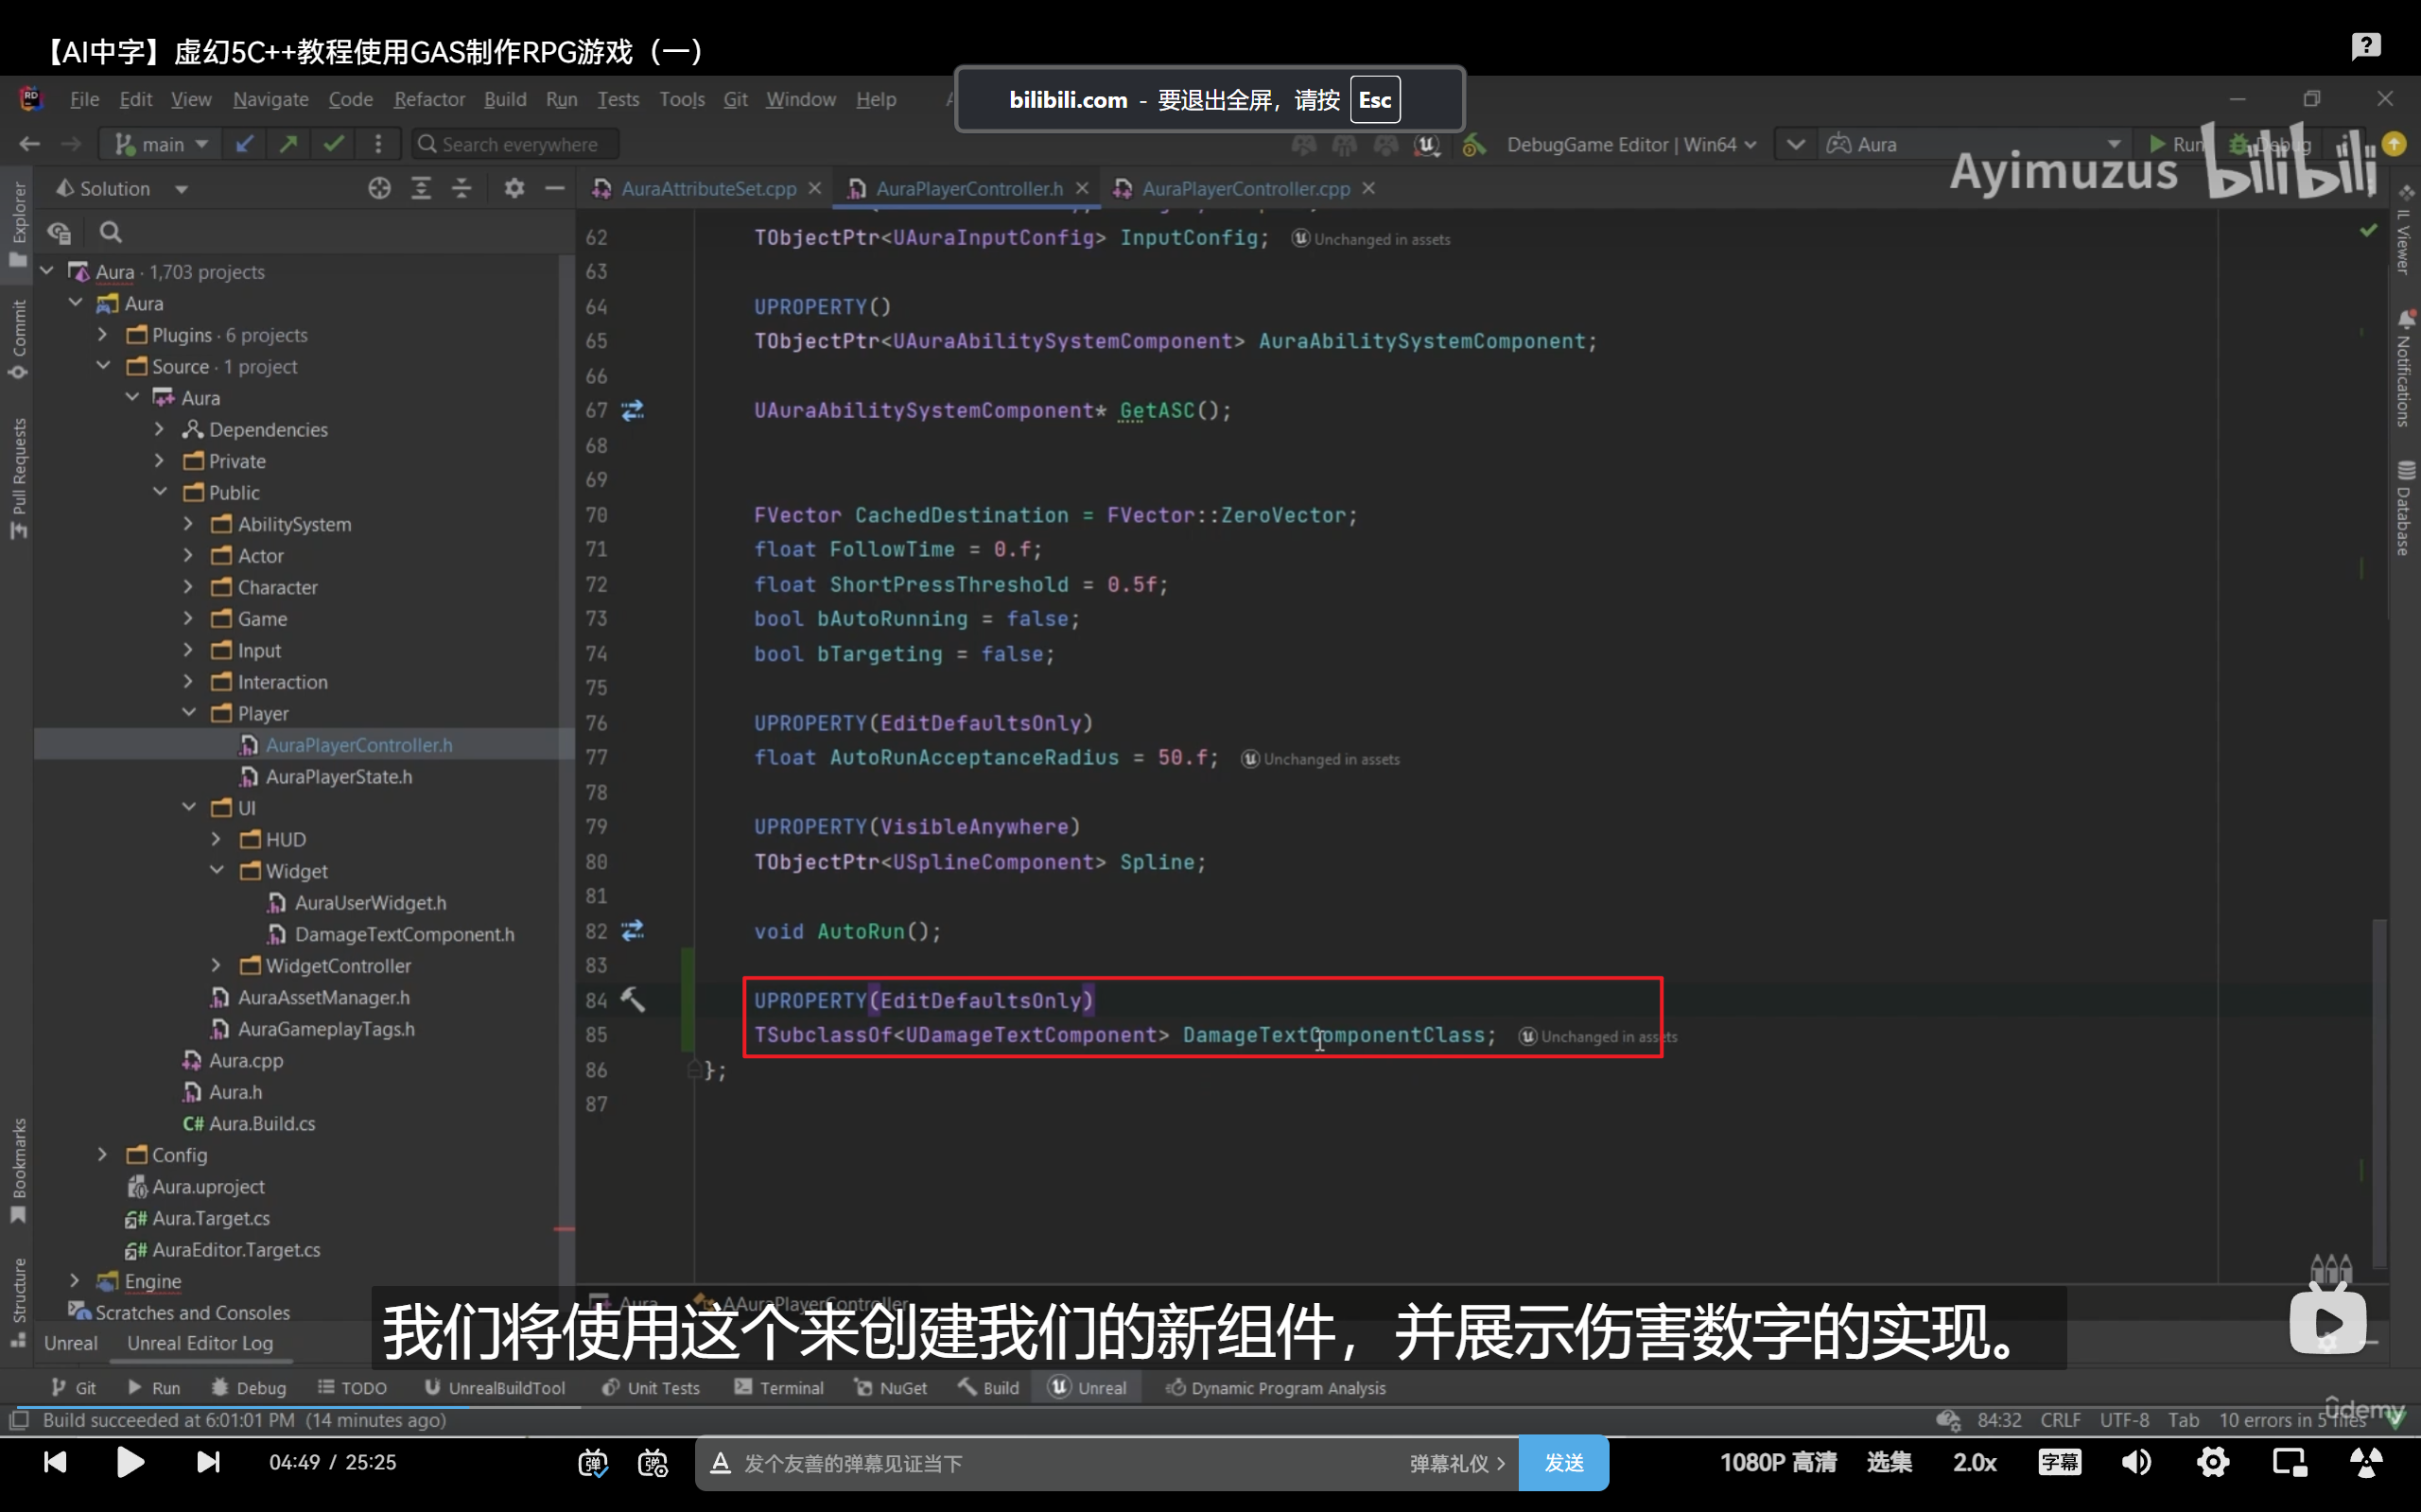 【AI中字】虚幻5C++教程使用GAS制作RPG游戏（一）
bilibili.com - 要退出全屏，请按 Esc
File Edit View Navigate Code Refactor Build Run Tests Tools Git Window Help
main Search everywhere DebugGame Editor | Win64 Aura Run Debug
Ayimuzus bilibili
Solution AuraAttributeSet.cpp AuraPlayerController.h AuraPlayerController.cpp
Explorer
Commit
Pull Requests
Bookmarks
Structure
IL Viewer
Notifications
Database
Aura · 1,703 projects
Aura
Plugins · 6 projects
Source · 1 project
Aura
Dependencies
Private
Public
AbilitySystem
Actor
Character
Game
Input
Interaction
Player
AuraPlayerController.h
AuraPlayerState.h
UI
HUD
Widget
AuraUserWidget.h
DamageTextComponent.h
WidgetController
AuraAssetManager.h
AuraGameplayTags.h
Aura.cpp
Aura.h
C# Aura.Build.cs
Config
Aura.uproject
Aura.Target.cs
AuraEditor.Target.cs
Engine
Scratches and Consoles
62 TObjectPtr<UAuraInputConfig> InputConfig; Unchanged in assets
63
64 UPROPERTY()
65 TObjectPtr<UAuraAbilitySystemComponent> AuraAbilitySystemComponent;
66
67 UAuraAbilitySystemComponent* GetASC();
68
69
70 FVector CachedDestination = FVector::ZeroVector;
71 float FollowTime = 0.f;
72 float ShortPressThreshold = 0.5f;
73 bool bAutoRunning = false;
74 bool bTargeting = false;
75
76 UPROPERTY(EditDefaultsOnly)
77 float AutoRunAcceptanceRadius = 50.f; Unchanged in assets
78
79 UPROPERTY(VisibleAnywhere)
80 TObjectPtr<USplineComponent> Spline;
81
82 void AutoRun();
83
84 UPROPERTY(EditDefaultsOnly)
85 TSubclassOf<UDamageTextComponent> DamageTextComponentClass; Unchanged in assets
86 };
87
Aura AAuraPlayerController
我们将使用这个来创建我们的新组件，并展示伤害数字的实现。
Unreal Unreal Editor Log
Git Run Debug TODO UnrealBuildTool Unit Tests Terminal NuGet Build Unreal Dynamic Program Analysis
Build succeeded at 6:01:01 PM (14 minutes ago) 84:32 CRLF UTF-8 Tab 10 errors in 5 files
udemy
04:49 / 25:25 弹 弹 发个友善的弹幕见证当下 弹幕礼仪 > 发送 1080P 高清 选集 2.0x 字幕